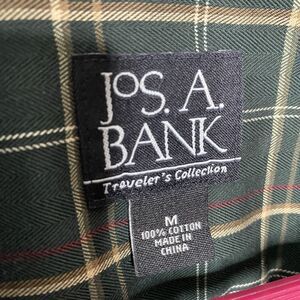 JOS. A.
BANK
Traveler's Collection
M
100% COTTON
MADE IN
CHINA